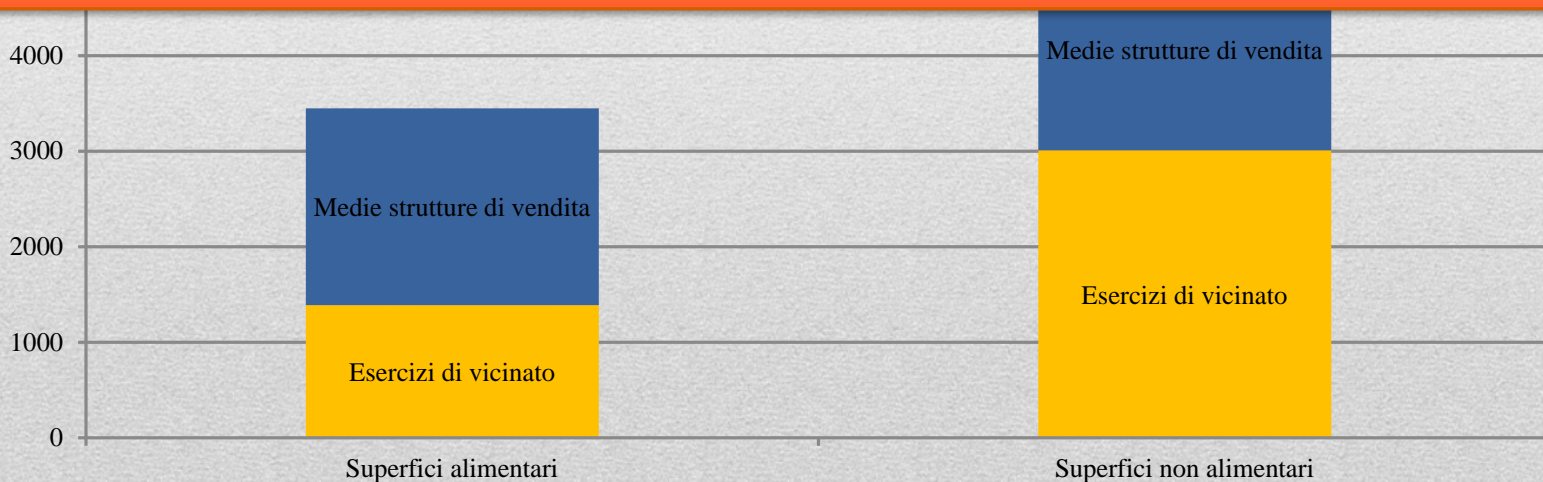 4000
Medie strutture di vendita
3000
Medie strutture di vendita
2000
Esercizi di vicinato
1000
Esercizi di vicinato
0
Superfici alimentari
Superfici non alimentari